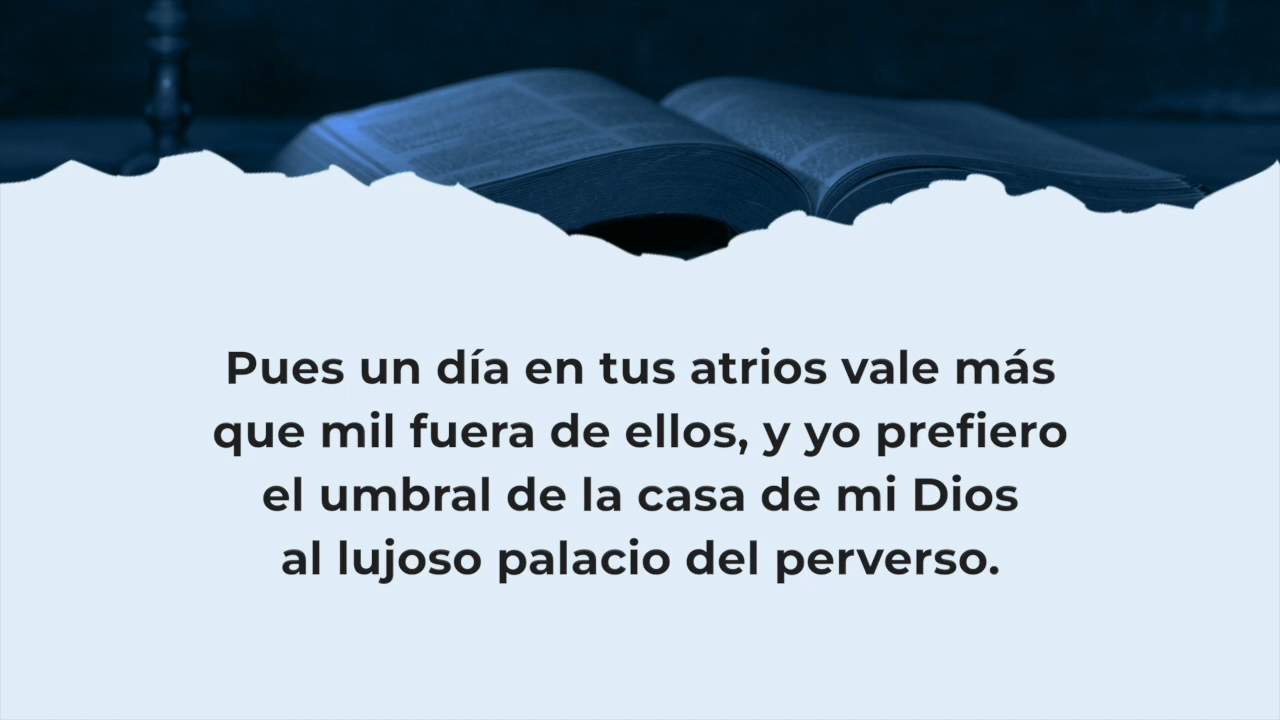 Pues un día en tus atrios vale más
que mil fuera de ellos, y yo prefiero
el umbral de la casa de mi Dios
al lujoso palacio del perverso.